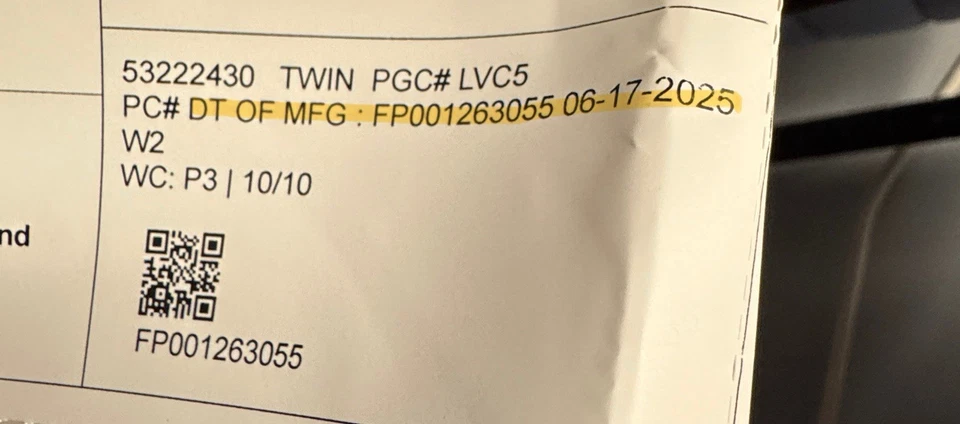 53222430 TWIN PGC# LVC5
PC# DT OF MFG : FP001263055 06-17-2025
W2
WC: P3 | 10/10
nd
FP001263055